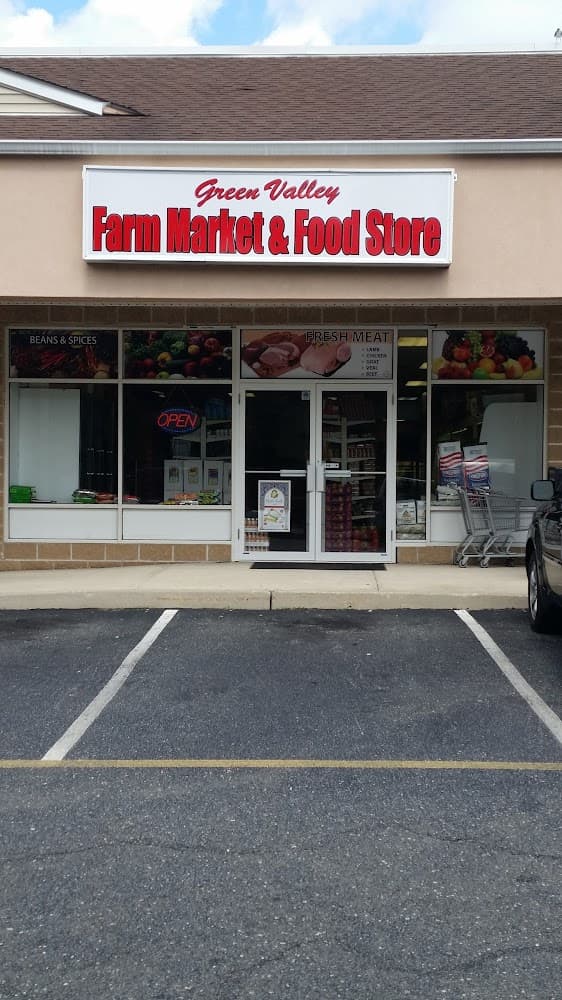 Green Valley
Farm Market & Food Store
BEANS & SPICES
FRESH MEAT
• LAMB
• CHICKEN
• GOAT
• VEAL
• BEEF
OPEN